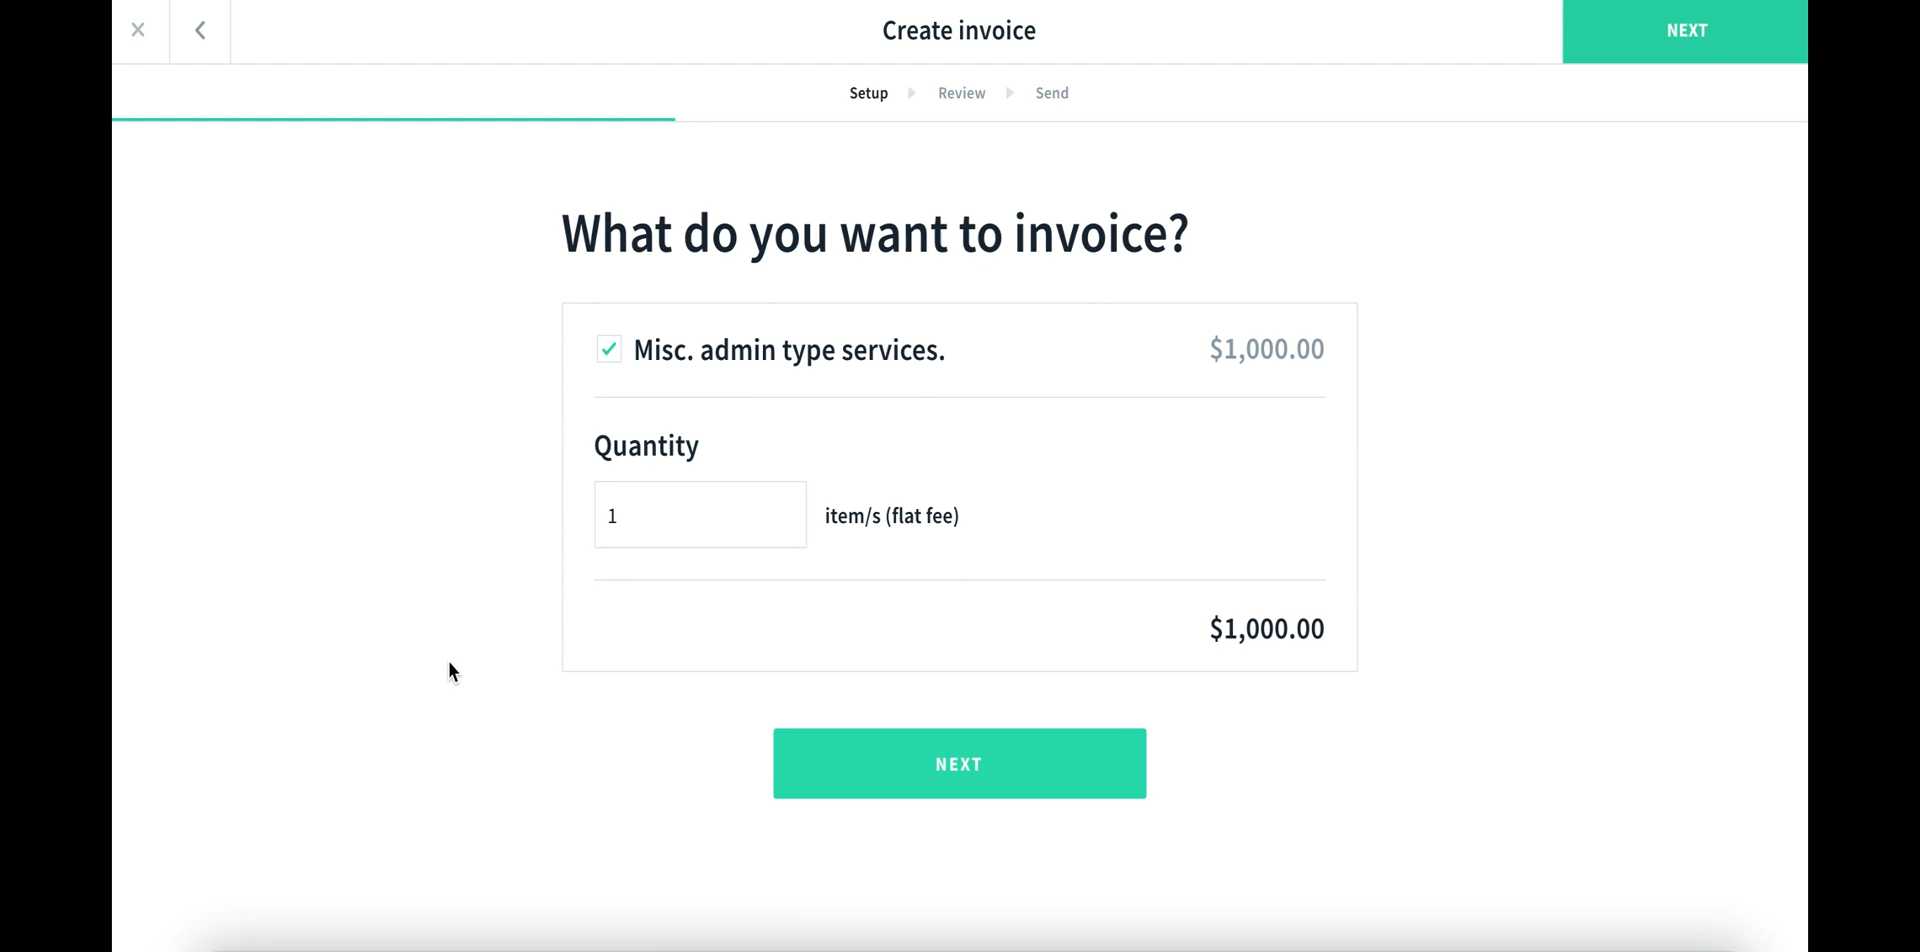 Create invoice
NEXT
Setup
Review
Send
What do you want to invoice?
Misc. admin type services.
$1,000.00
Quantity
1
item/s (flat fee)
$1,000.00
NEXT